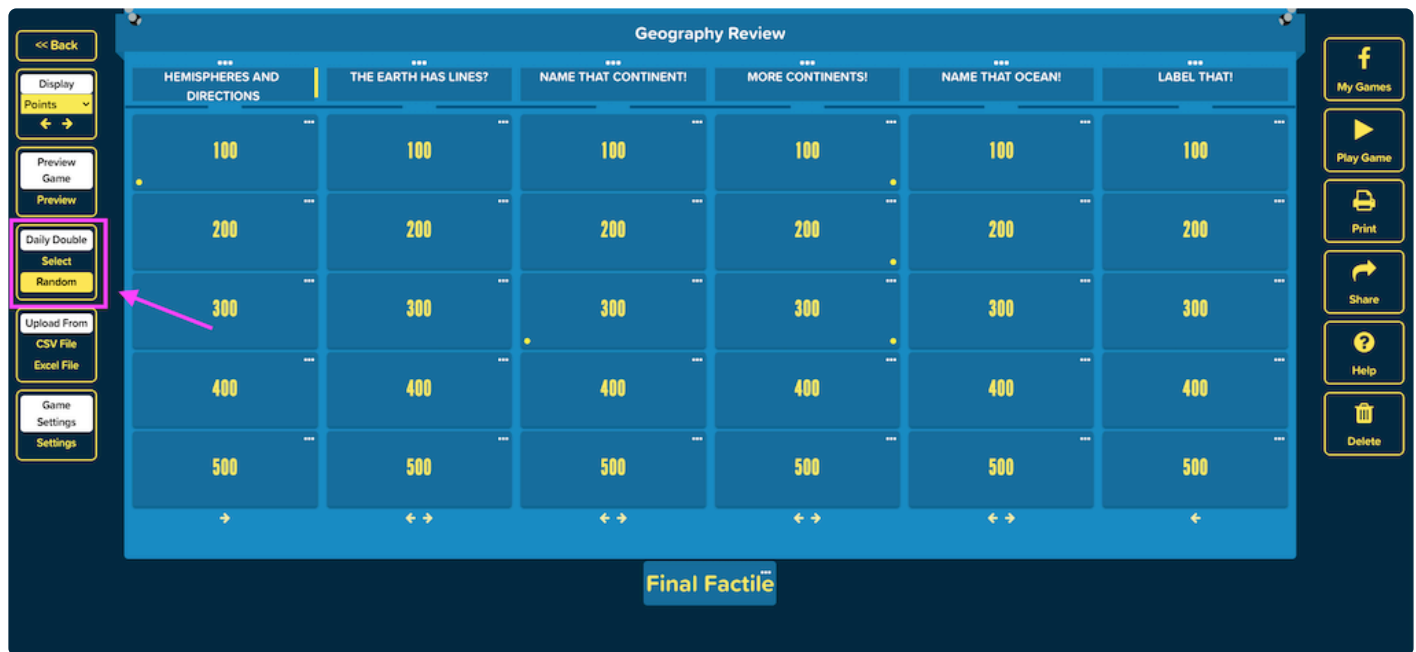 Geography Review
<< Back
Display
Points
Preview
Game
Preview
Daily Double
Select
Random
Upload From
CSV File
Excel File
Game
Settings
Settings
HEMISPHERES AND
DIRECTIONS
THE EARTH HAS LINES?
NAME THAT CONTINENT!
MORE CONTINENTS!
NAME THAT OCEAN!
LABEL THAT!
100 100 100 100 100 100
200 200 200 200 200 200
300 300 300 300 300 300
400 400 400 400 400 400
500 500 500 500 500 500
Final Factile
My Games
Play Game
Print
Share
Help
Delete